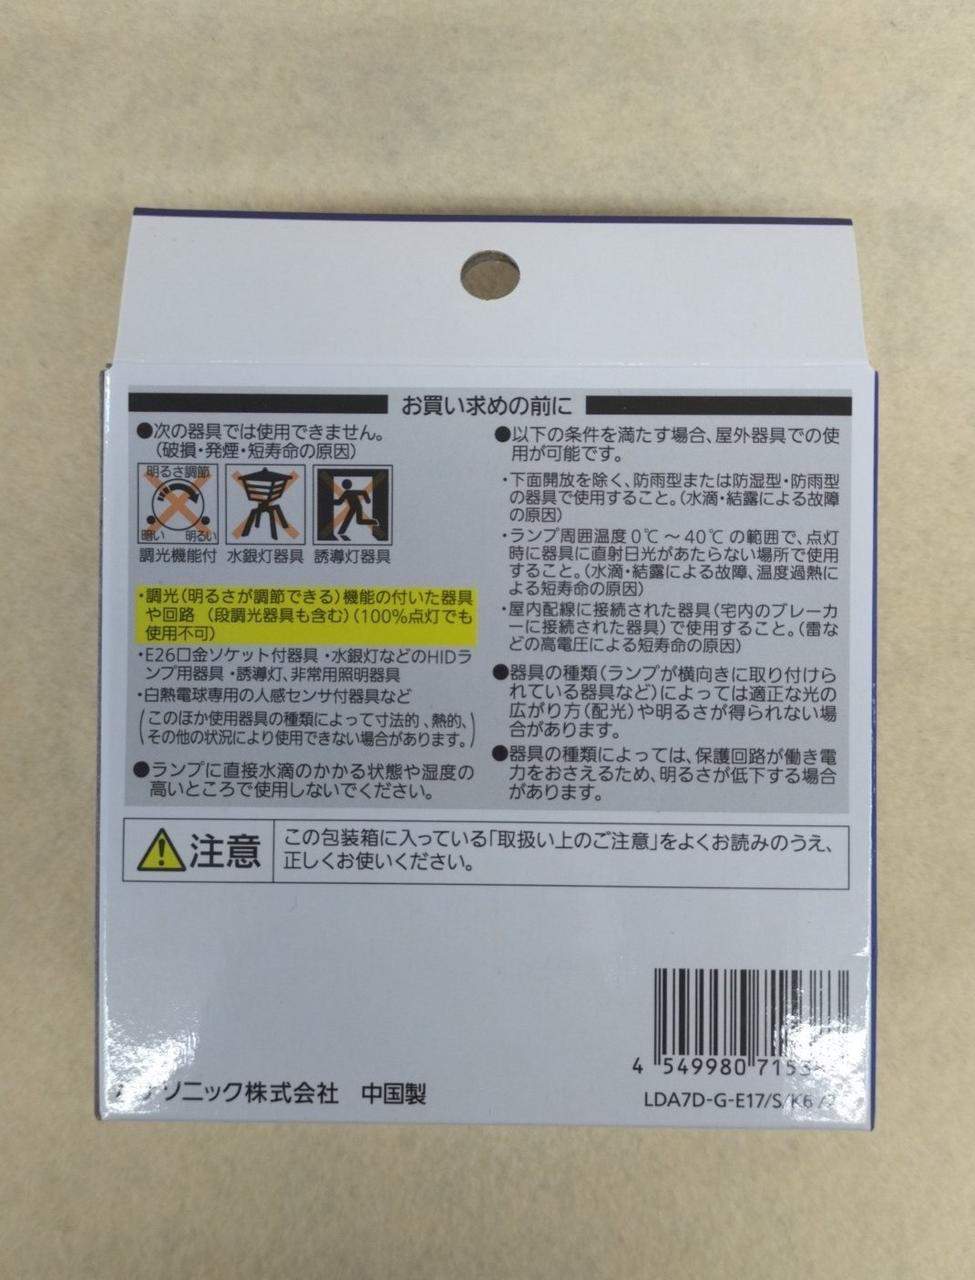 お買い求めの前に
●次の器具では使用できません。
(破損・発煙・短寿命の原因)
明るさ調節
暗い 明るい
調光機能付 水銀灯器具 誘導灯器具
・調光(明るさが調節できる)機能の付いた器具
や回路 (段調光器具も含む)(100%点灯でも
使用不可)
・E26口金ソケット付器具 ・水銀灯などのHIDラ
ンプ用器具 ・誘導灯、非常用照明器具
・白熱電球専用の人感センサ付器具など
(このほか使用器具の種類によって寸法的、熱的、
その他の状況により使用できない場合があります。)
●ランプに直接水滴のかかる状態や湿度の
高いところで使用しないでください。
●以下の条件を満たす場合、屋外器具での使
用が可能です。
・下面開放を除く、防雨型または防湿型・防雨型
の器具で使用すること。(水滴・結露による故障
の原因)
・ランプ周囲温度0℃～40℃の範囲で、点灯
時に器具に直射日光があたらない場所で使用
すること。(水滴・結露による故障、温度過熱に
よる短寿命の原因)
・屋内配線に接続された器具(宅内のブレーカ
ーに接続された器具)で使用すること。(雷な
どの高電圧による短寿命の原因)
●器具の種類(ランプが横向きに取り付けら
れている器具など)によっては適正な光の
広がり方(配光)や明るさが得られない場
合があります。
●器具の種類によっては、保護回路が働き電
力をおさえるため、明るさが低下する場合
があります。
注意
この包装箱に入っている「取扱い上のご注意」をよくお読みのうえ、
正しくお使いください。
4 549980 7153
ソニック株式会社 中国製
LDA7D-G-E17/S/K6/2